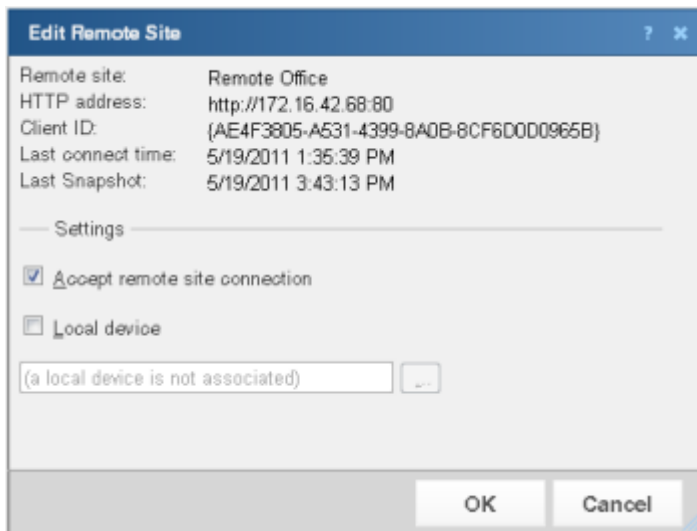 Edit Remote Site ? ×
Remote site: Remote Office
HTTP address: http://172.16.42.68:80
Client ID: {AE4F3805-A531-4399-8A0B-8CF6D0D0965B}
Last connect time: 5/19/2011 1:35:39 PM
Last Snapshot: 5/19/2011 3:43:13 PM
Settings
Accept remote site connection
Local device
(a local device is not associated) ...
OK Cancel